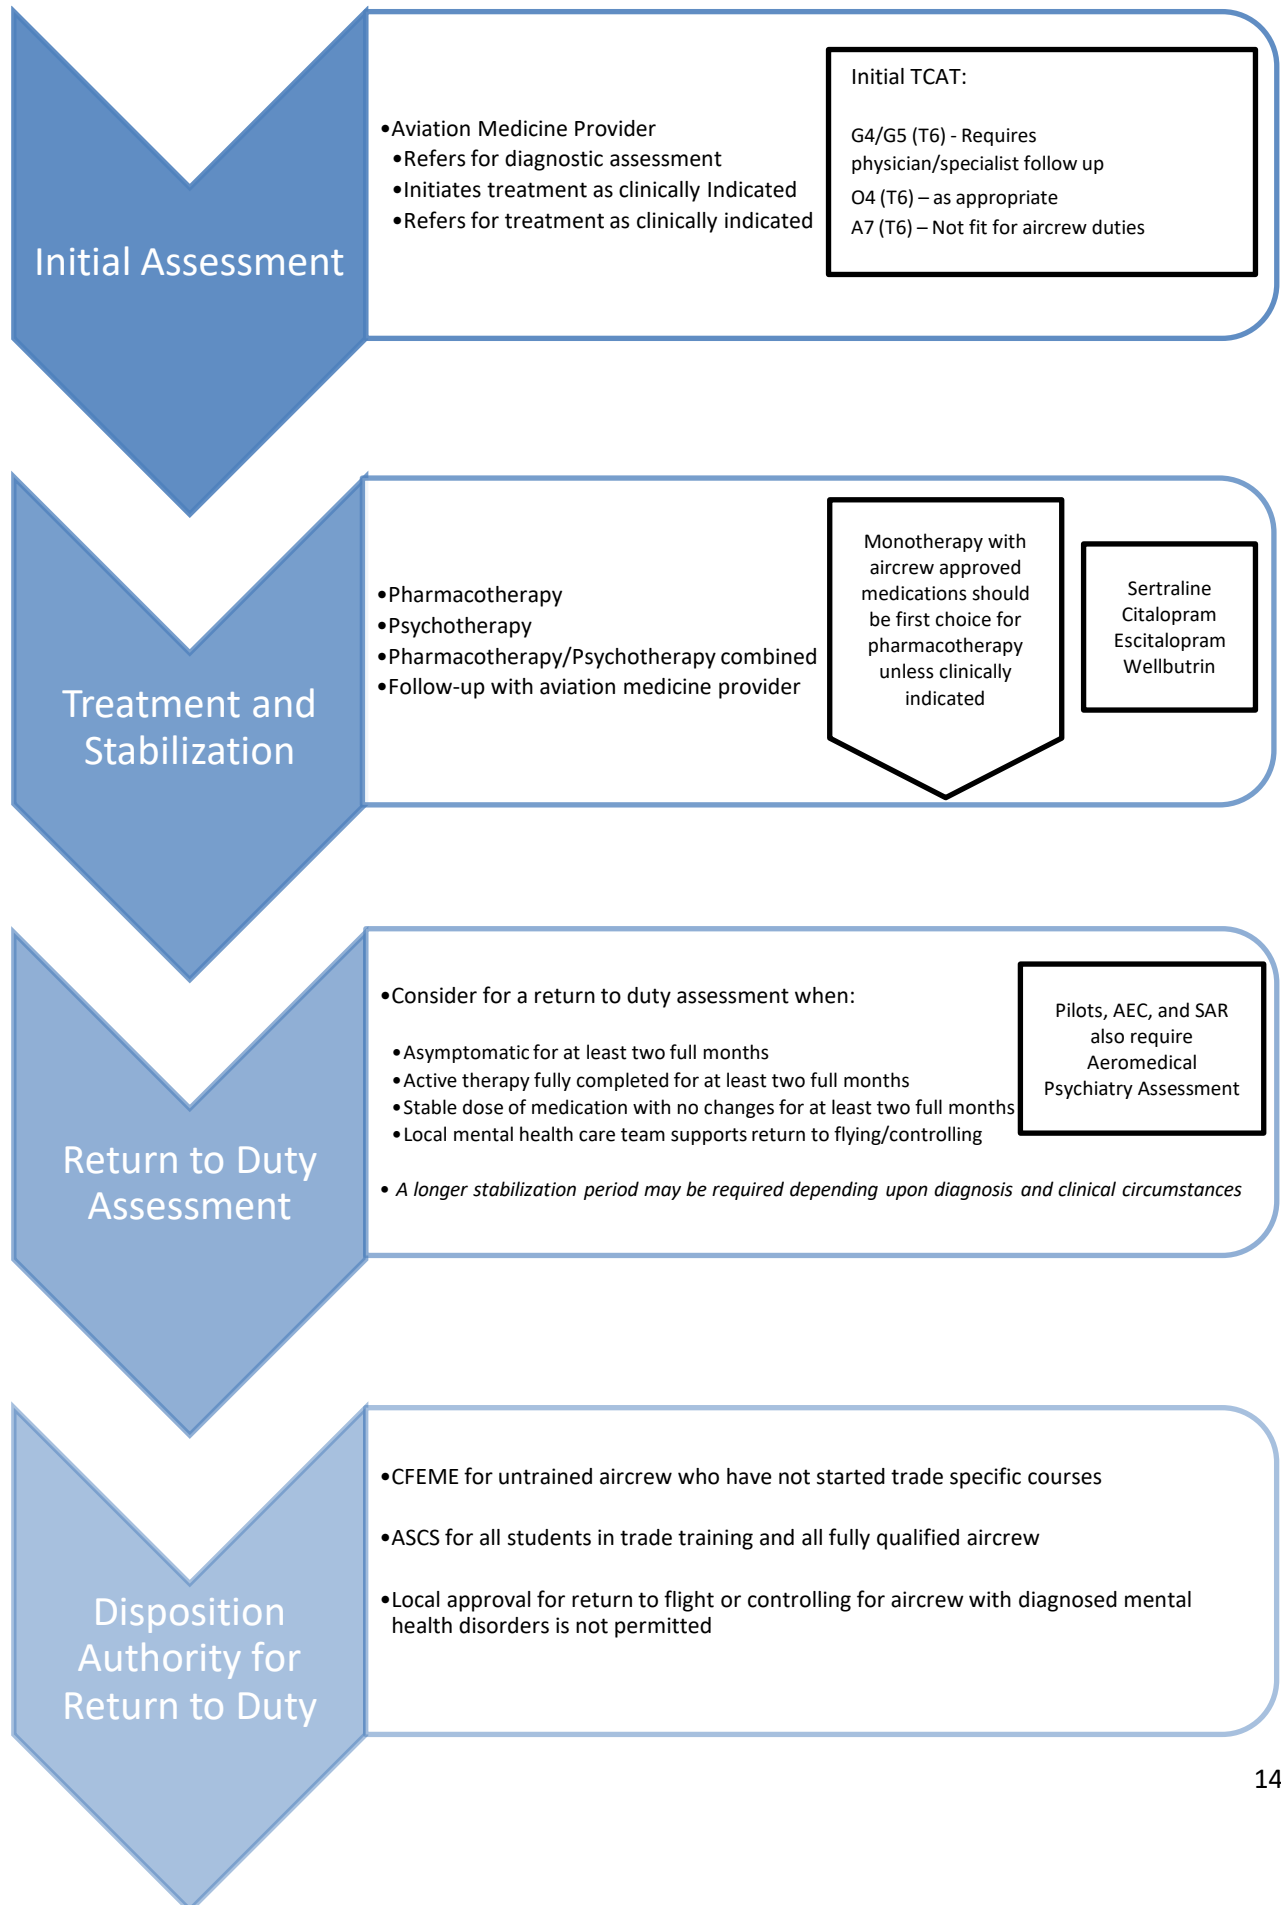 Initial Assessment
•Aviation Medicine Provider
•Refers for diagnostic assessment
•Initiates treatment as clinically Indicated
•Refers for treatment as clinically indicated
Initial TCAT:
G4/G5 (T6) - Requires
physician/specialist follow up
O4 (T6) – as appropriate
A7 (T6) – Not fit for aircrew duties
Treatment and
Stabilization
•Pharmacotherapy
•Psychotherapy
•Pharmacotherapy/Psychotherapy combined
•Follow-up with aviation medicine provider
Monotherapy with
aircrew approved
medications should
be first choice for
pharmacotherapy
unless clinically
indicated
Sertraline
Citalopram
Escitalopram
Wellbutrin
Return to Duty
Assessment
•Consider for a return to duty assessment when:
•Asymptomatic for at least two full months
•Active therapy fully completed for at least two full months
•Stable dose of medication with no changes for at least two full months
•Local mental health care team supports return to flying/controlling
• A longer stabilization period may be required depending upon diagnosis and clinical circumstances
Pilots, AEC, and SAR
also require
Aeromedical
Psychiatry Assessment
Disposition
Authority for
Return to Duty
•CFEME for untrained aircrew who have not started trade specific courses
•ASCS for all students in trade training and all fully qualified aircrew
•Local approval for return to flight or controlling for aircrew with diagnosed mental
health disorders is not permitted
14